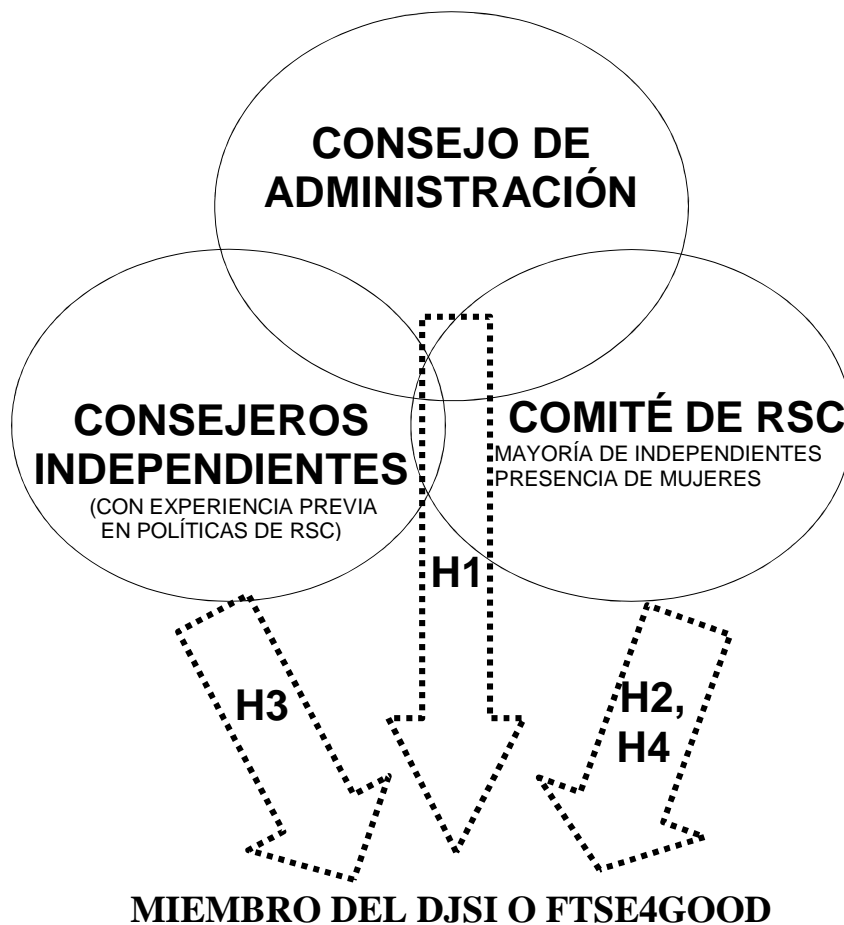 CONSEJO DE
ADMINISTRACIÓN
CONSEJEROS
INDEPENDIENTES
(CON EXPERIENCIA PREVIA
EN POLÍTICAS DE RSC)
COMITÉ DE RSC
MAYORÍA DE INDEPENDIENTES
PRESENCIA DE MUJERES
H1
H3
H2,
H4
MIEMBRO DEL DJSI O FTSE4GOOD